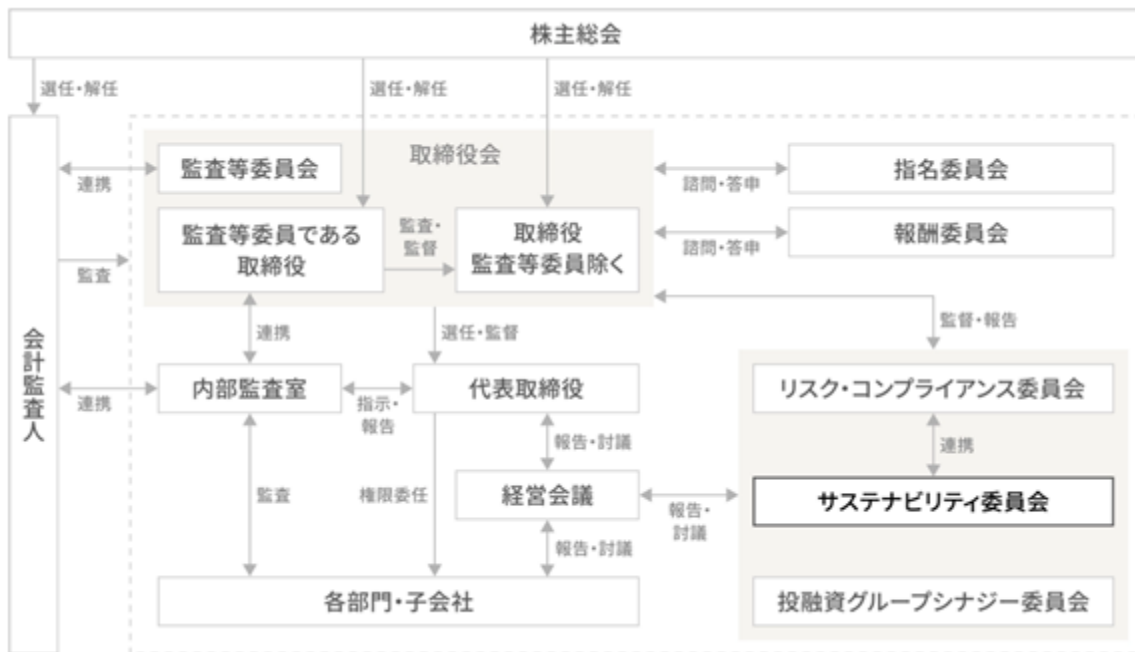 株主総会
選任・解任
選任・解任
選任・解任
監査等委員会
取締役会
指名委員会
連携
諮問・答申
監査等委員である
取締役
監査・
監督
取締役
監査等委員除く
報酬委員会
諮問・答申
監査
会計監査人
連携
選任・監督
監督・報告
内部監査室
代表取締役
リスク・コンプライアンス委員会
連携
指示・
報告
報告・討議
連携
監査
権限委任
経営会議
サステナビリティ委員会
報告・
討議
報告・討議
各部門・子会社
投融資グループシナジー委員会